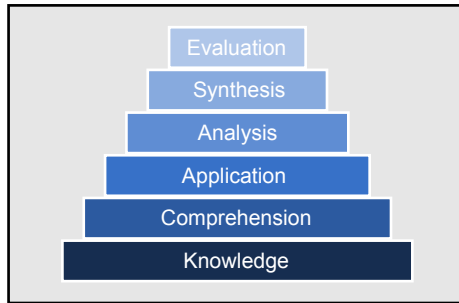 Evaluation
Synthesis
Analysis
Application
Comprehension
Knowledge